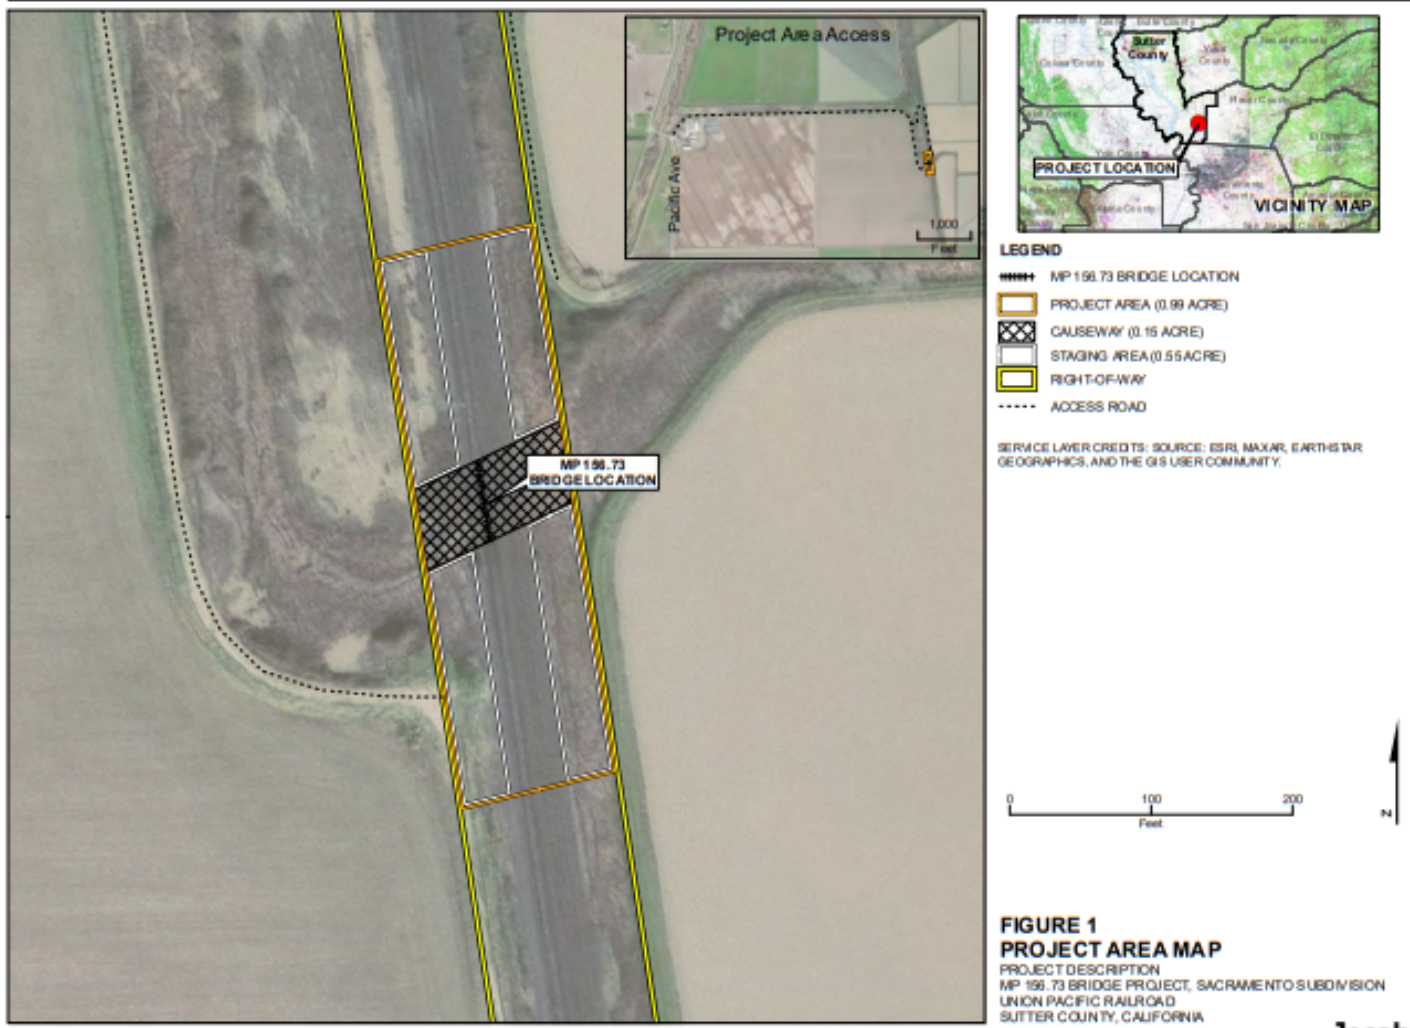 Project Area Access
Pacific Ave
1,000
Feet
Sutter
County
PROJECT LOCATION
VICINITY MAP
LEGEND
MP 156.73 BRIDGE LOCATION
PROJECT AREA (0.99 ACRE)
CAUSEWAY (0.15 ACRE)
STAGING AREA (0.55 ACRE)
RIGHT-OF-WAY
ACCESS ROAD
SERVICE LAYER CREDITS: SOURCE: ESRI, MAXAR, EARTHSTAR
GEOGRAPHICS, AND THE GIS USER COMMUNITY.
MP 156.73
BRIDGE LOCATION
0 100 200
Feet
N
FIGURE 1
PROJECT AREA MAP
PROJECT DESCRIPTION
MP 156.73 BRIDGE PROJECT, SACRAMENTO SUBDIVISION
UNION PACIFIC RAILROAD
SUTTER COUNTY, CALIFORNIA